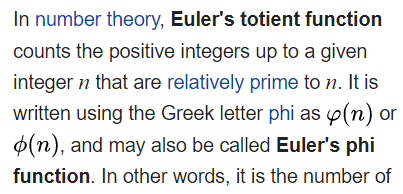 In number theory, Euler's totient function
counts the positive integers up to a given
integer n that are relatively prime to n. It is
written using the Greek letter phi as φ(n) or
ϕ(n), and may also be called Euler's phi
function. In other words, it is the number of